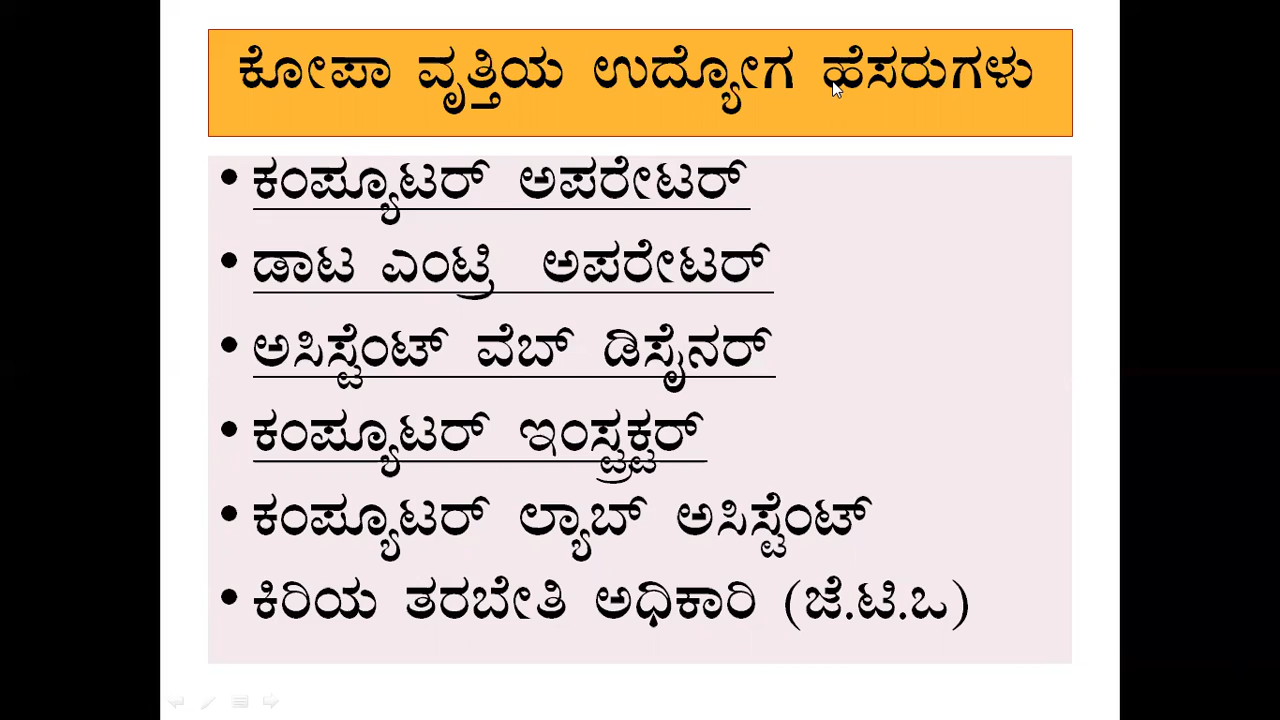 ಕೋಪಾ ವೃತ್ತಿಯ ಉದ್ಯೋಗ ಹೆಸರುಗಳು
• ಕಂಪ್ಯೂಟರ್ ಅಪರೇಟರ್
• ಡಾಟ ಎಂಟ್ರಿ ಅಪರೇಟರ್
• ಅಸಿಸ್ಟೆಂಟ್ ವೆಬ್ ಡಿಸೈನರ್
• ಕಂಪ್ಯೂಟರ್ ಇಂಸ್ಟ್ರಕ್ಟರ್
• ಕಂಪ್ಯೂಟರ್ ಲ್ಯಾಬ್ ಅಸಿಸ್ಟೆಂಟ್
• ಕಿರಿಯ ತರಬೇತಿ ಅಧಿಕಾರಿ (ಜೆ.ಟಿ.ಒ)